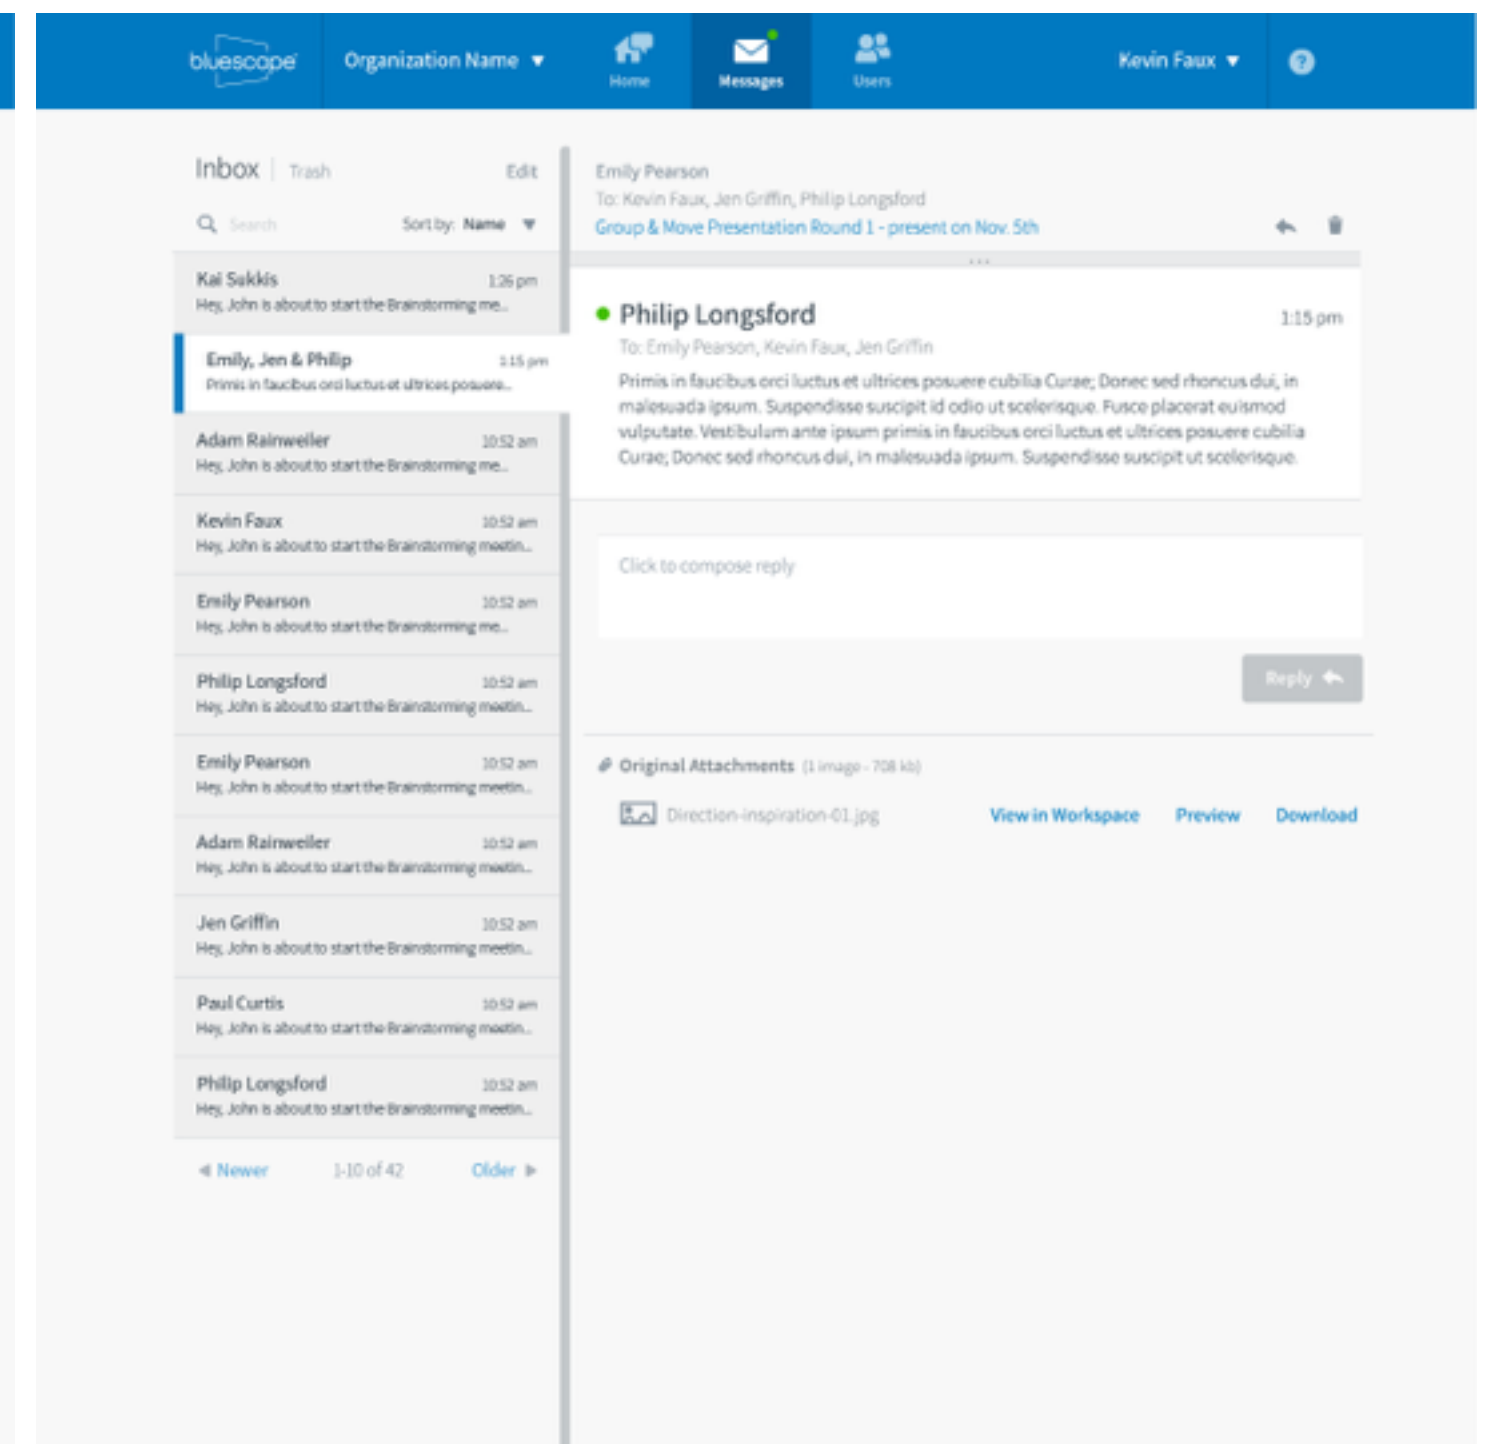 bluescape
Organization Name
Home
Messages
Users
Kevin Faux
?
Inbox
Trash
Edit
Search
Sort by: Name
Kai Sukkis
1:26 pm
Hey, John is about to start the Brainstorming me...
Emily, Jen & Philip
1:15 pm
Primis in faucibus orci luctus et ultrices posuere...
Adam Rainweiler
10:52 am
Hey, John is about to start the Brainstorming me...
Kevin Faux
10:52 am
Hey, John is about to start the Brainstorming meetin...
Emily Pearson
10:52 am
Hey, John is about to start the Brainstorming me...
Philip Longsford
10:52 am
Hey, John is about to start the Brainstorming meetin...
Emily Pearson
10:52 am
Hey, John is about to start the Brainstorming meetin...
Adam Rainweiler
10:52 am
Hey, John is about to start the Brainstorming meetin...
Jen Griffin
10:52 am
Hey, John is about to start the Brainstorming meetin...
Paul Curtis
10:52 am
Hey, John is about to start the Brainstorming meetin...
Philip Longsford
10:52 am
Hey, John is about to start the Brainstorming meetin...
Newer
1-10 of 42
Older
Emily Pearson
To: Kevin Faux, Jen Griffin, Philip Longsford
Group & Move Presentation Round 1 - present on Nov. 5th
...
Philip Longsford
1:15 pm
To: Emily Pearson, Kevin Faux, Jen Griffin
Primis in faucibus orci luctus et ultrices posuere cubilia Curae; Donec sed rhoncus dui, in
malesuada ipsum. Suspendisse suscipit id odio ut scelerisque. Fusce placerat euismod
vulputate. Vestibulum ante ipsum primis in faucibus orci luctus et ultrices posuere cubilia
Curae; Donec sed rhoncus dui, in malesuada ipsum. Suspendisse suscipit ut scelerisque.
Click to compose reply
Reply
Original Attachments (1 image - 708 kb)
Direction-inspiration-01.jpg
View in Workspace
Preview
Download